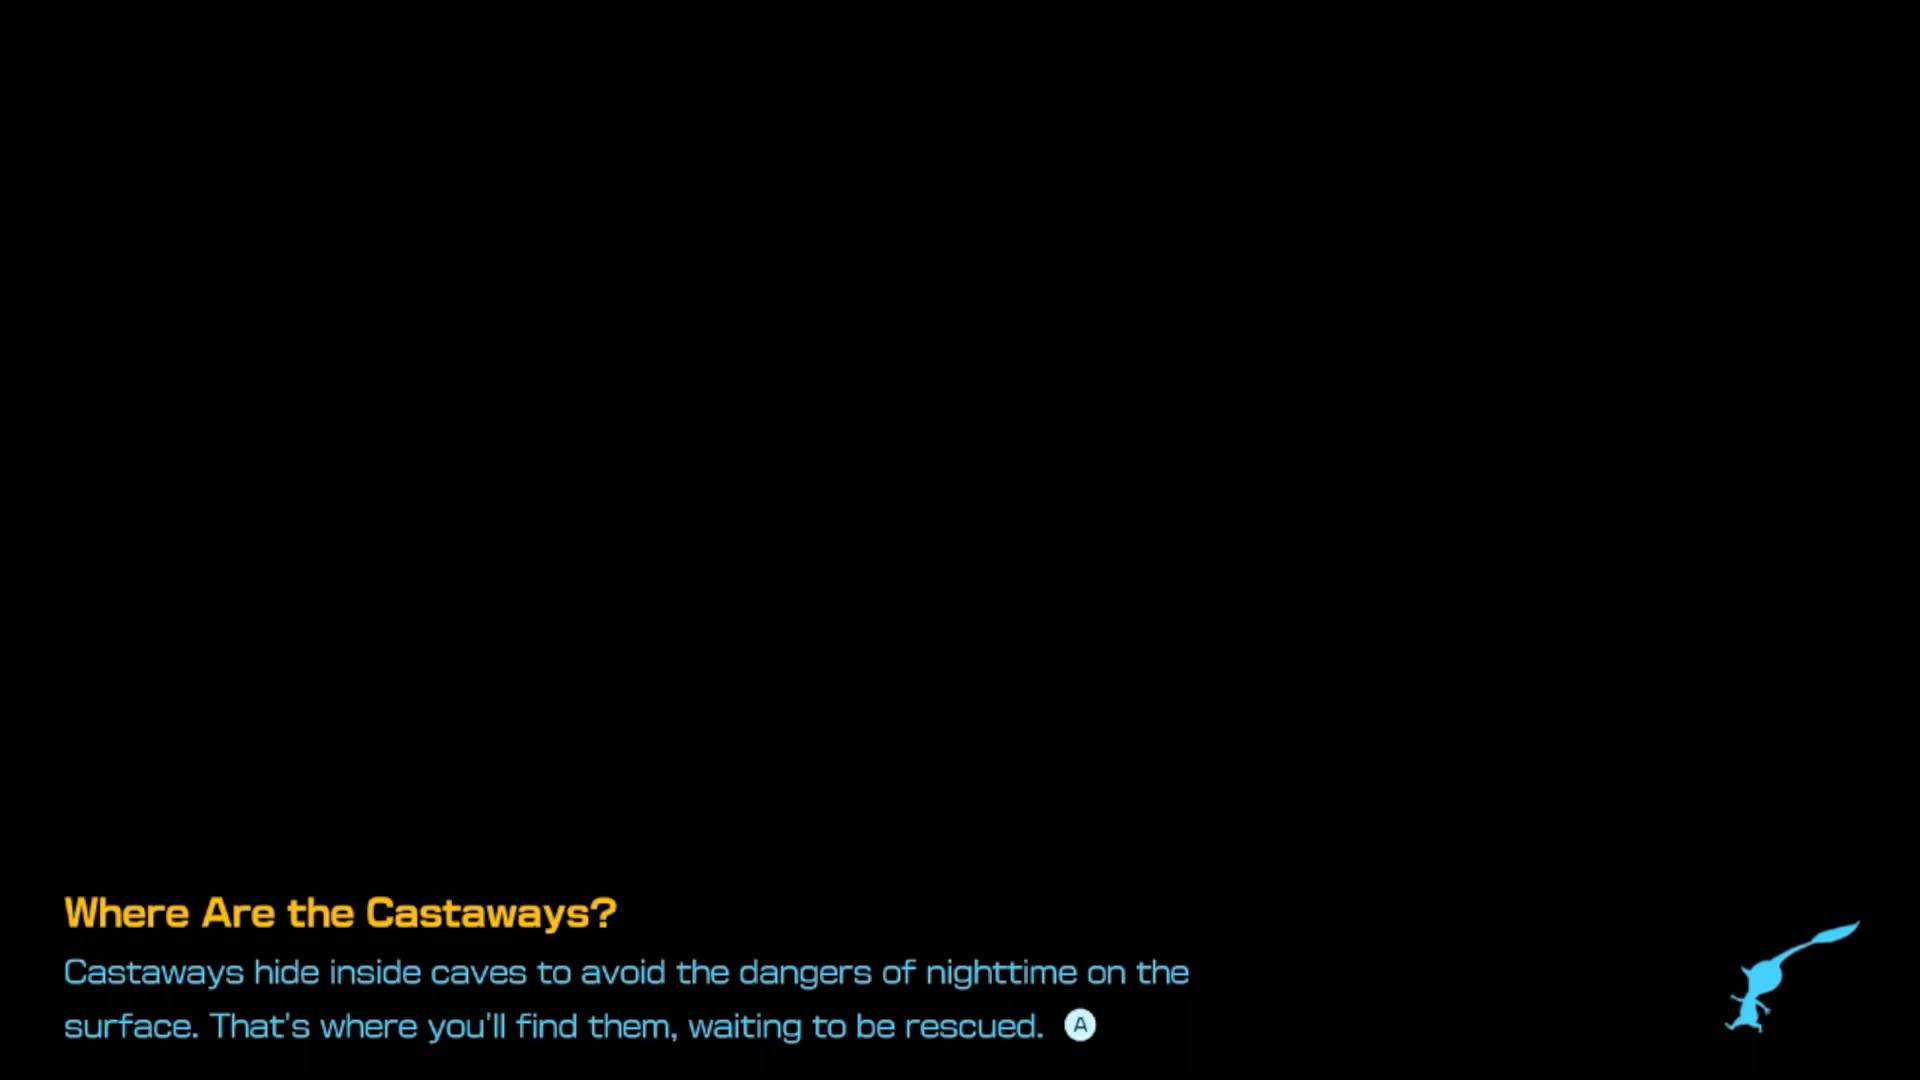 Where Are the Castaways?
Castaways hide inside caves to avoid the dangers of nighttime on the
surface. That's where you'll find them, waiting to be rescued. A